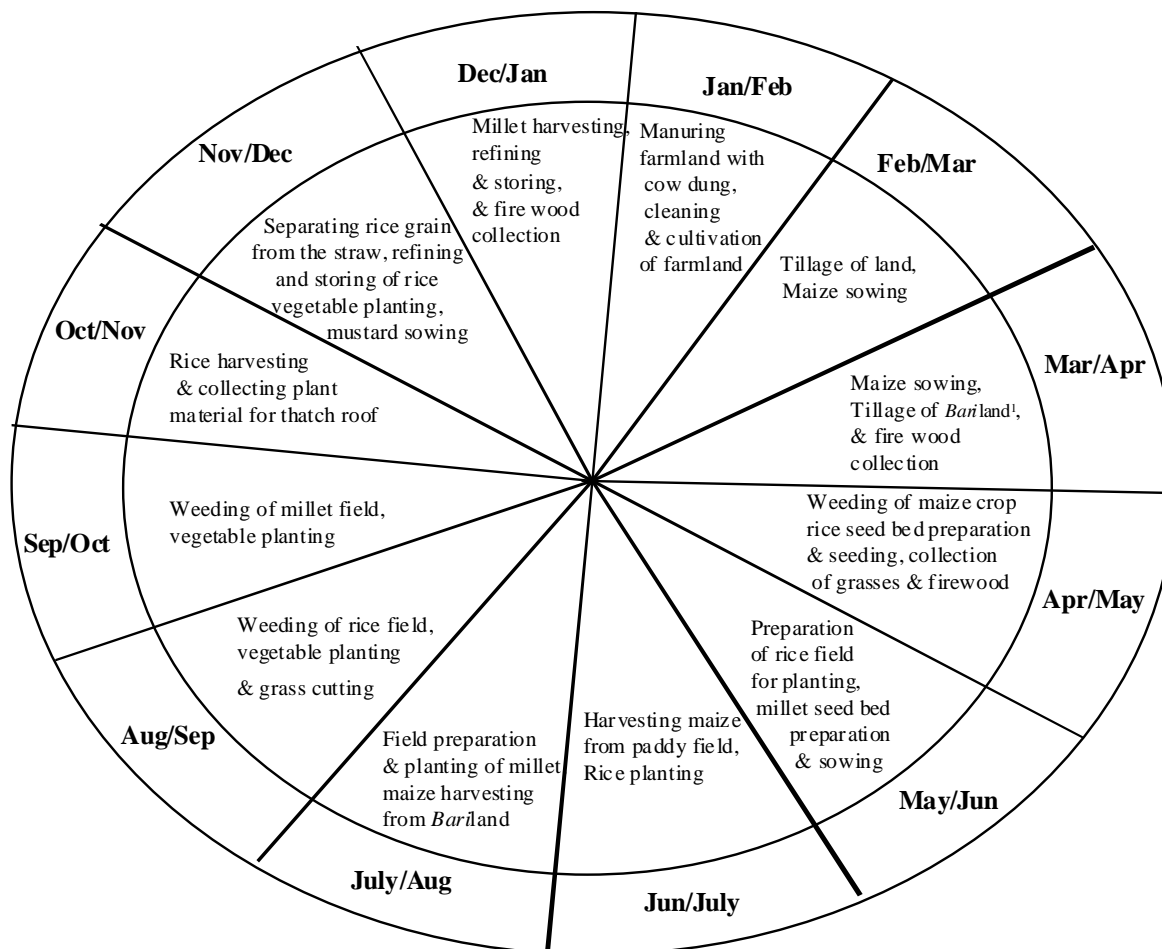 Dec/Jan
Millet harvesting,
refining
& storing,
& fire wood
collection
Jan/Feb
Manuring
farmland with
cow dung,
cleaning
& cultivation
of farmland
Feb/Mar
Tillage of land,
Maize sowing
Mar/Apr
Maize sowing,
Tillage of Bariland¹,
& fire wood
collection
Apr/May
Weeding of maize crop
rice seed bed preparation
& seeding, collection
of grasses & firewood
May/Jun
Preparation
of rice field
for planting,
millet seed bed
preparation
& sowing
Jun/July
Harvesting maize
from paddy field,
Rice planting
July/Aug
Field preparation
& planting of millet
maize harvesting
from Bariland
Aug/Sep
Weeding of rice field,
vegetable planting
& grass cutting
Sep/Oct
Weeding of millet field,
vegetable planting
Oct/Nov
Rice harvesting
& collecting plant
material for thatch roof
Nov/Dec
Separating rice grain
from the straw, refining
and storing of rice
vegetable planting,
mustard sowing